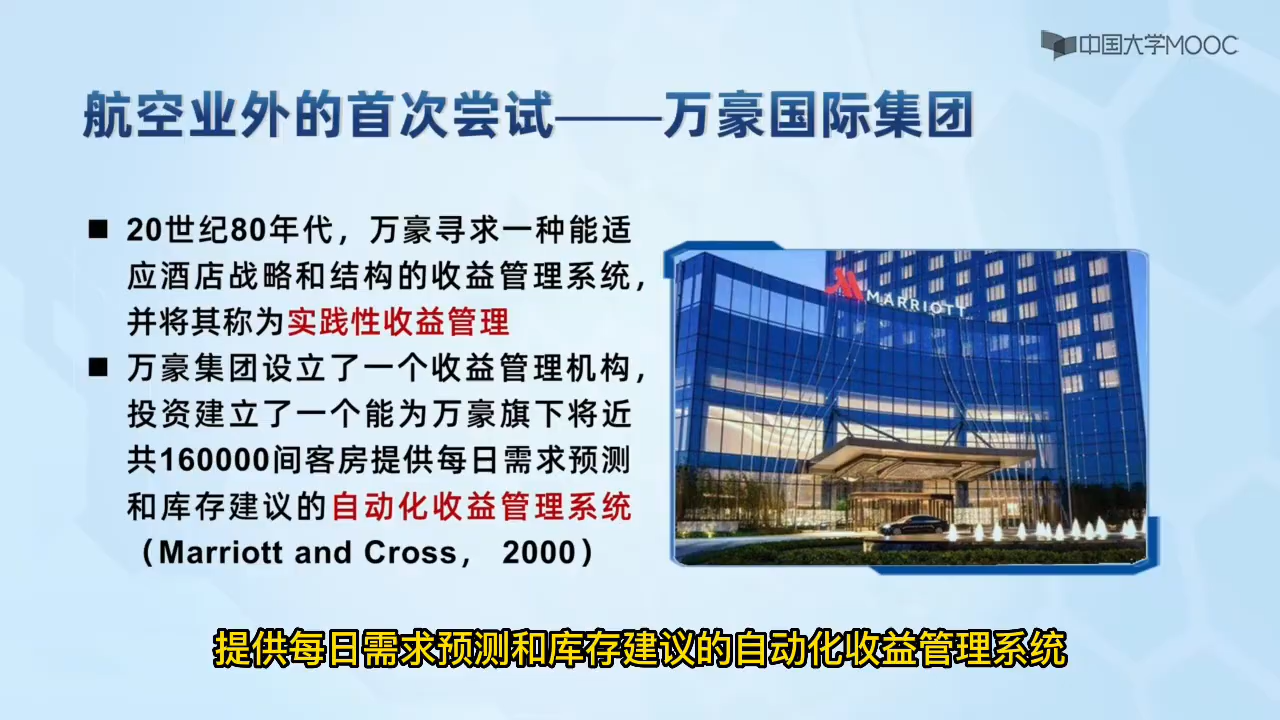 中国大学MOOC
航空业外的首次尝试——万豪国际集团
■ 20世纪80年代，万豪寻求一种能适
应酒店战略和结构的收益管理系统，
并将其称为实践性收益管理
■ 万豪集团设立了一个收益管理机构，
投资建立了一个能为万豪旗下将近
共160000间客房提供每日需求预测
和库存建议的自动化收益管理系统
（Marriott and Cross， 2000）
MARRIOTT
提供每日需求预测和库存建议的自动化收益管理系统